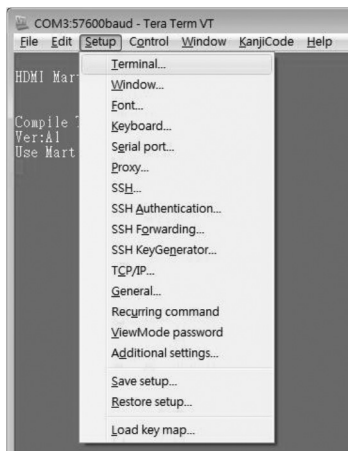 COM3:57600baud - Tera Term VT
File Edit Setup Control Window KanjiCode Help
HDMI Mar
Compile T
Ver:A1
Use Mart
Terminal...
Window...
Font...
Keyboard...
Serial port...
Proxy...
SSH...
SSH Authentication...
SSH Forwarding...
SSH KeyGenerator...
TCP/IP...
General...
Recurring command
ViewMode password
Additional settings...
Save setup...
Restore setup...
Load key map...